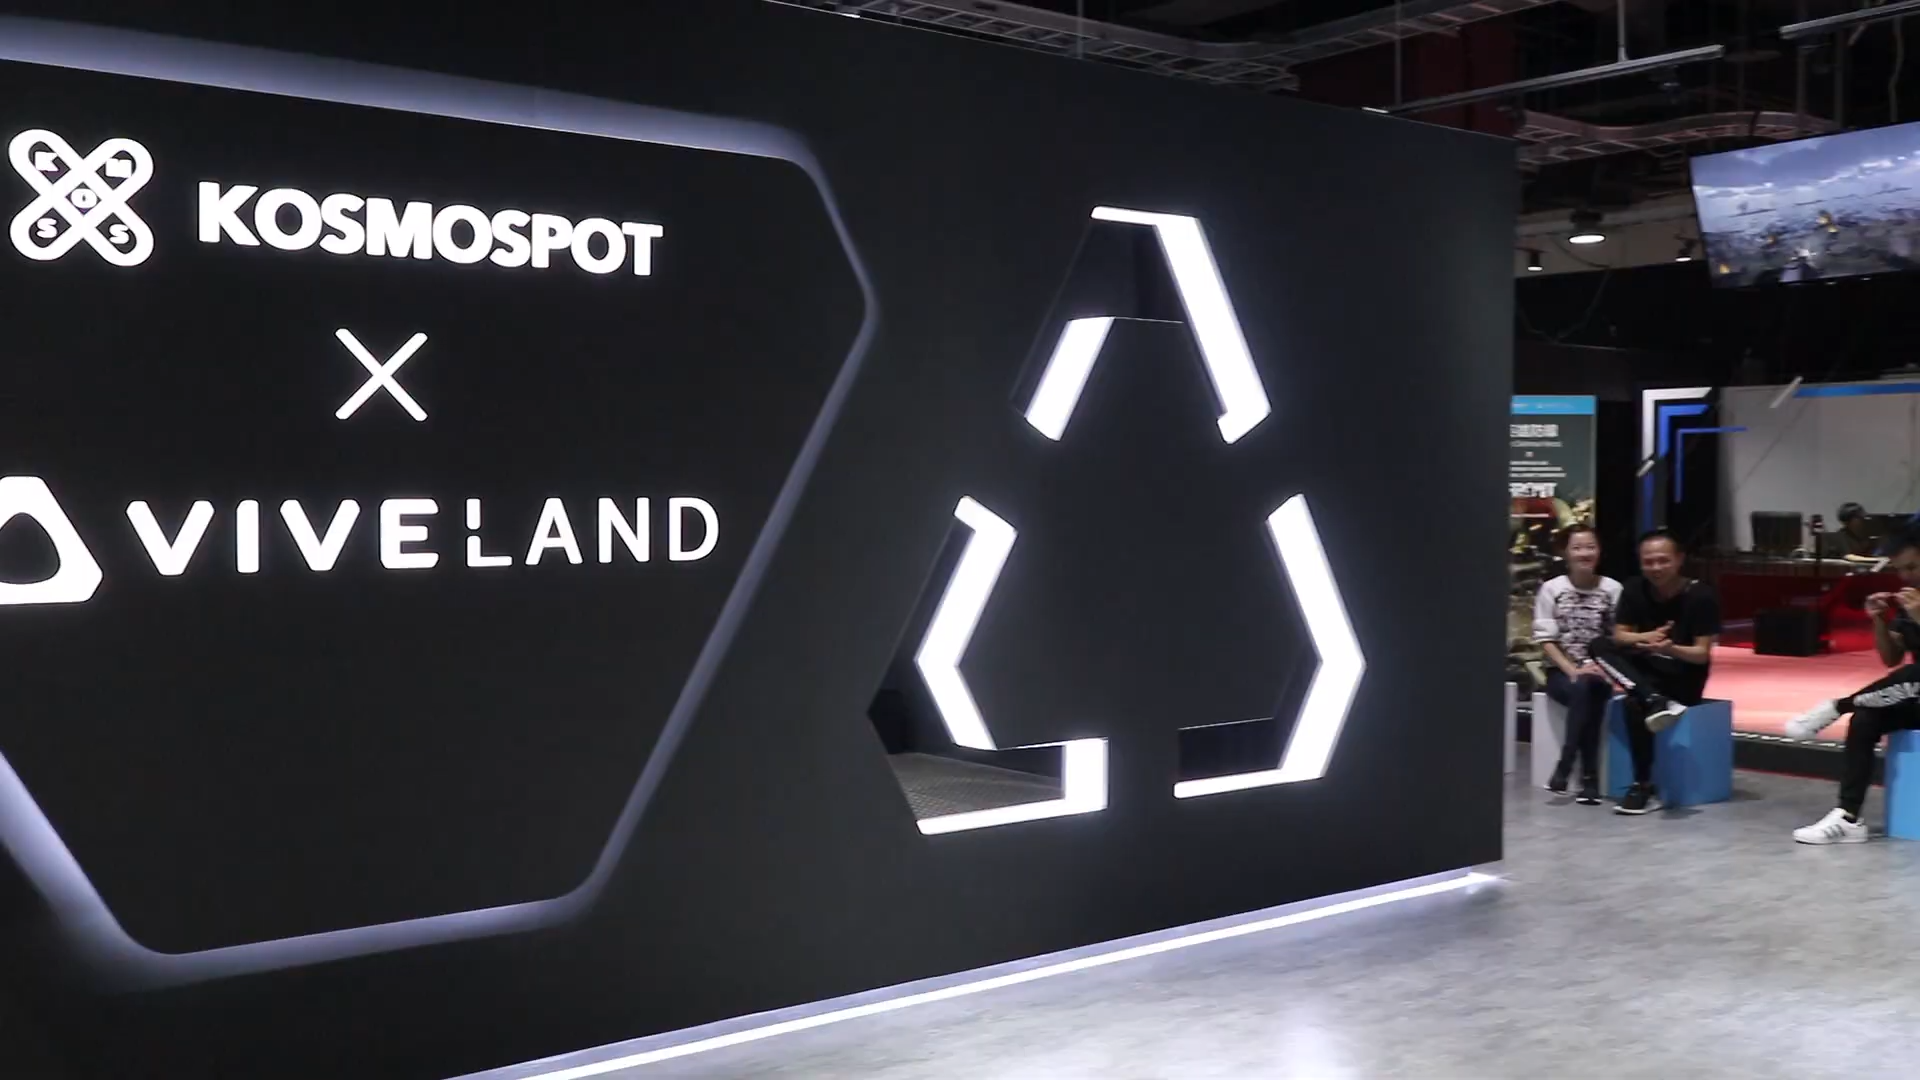 K M
O
S S
KOSMOSPOT
X
VIVELAND